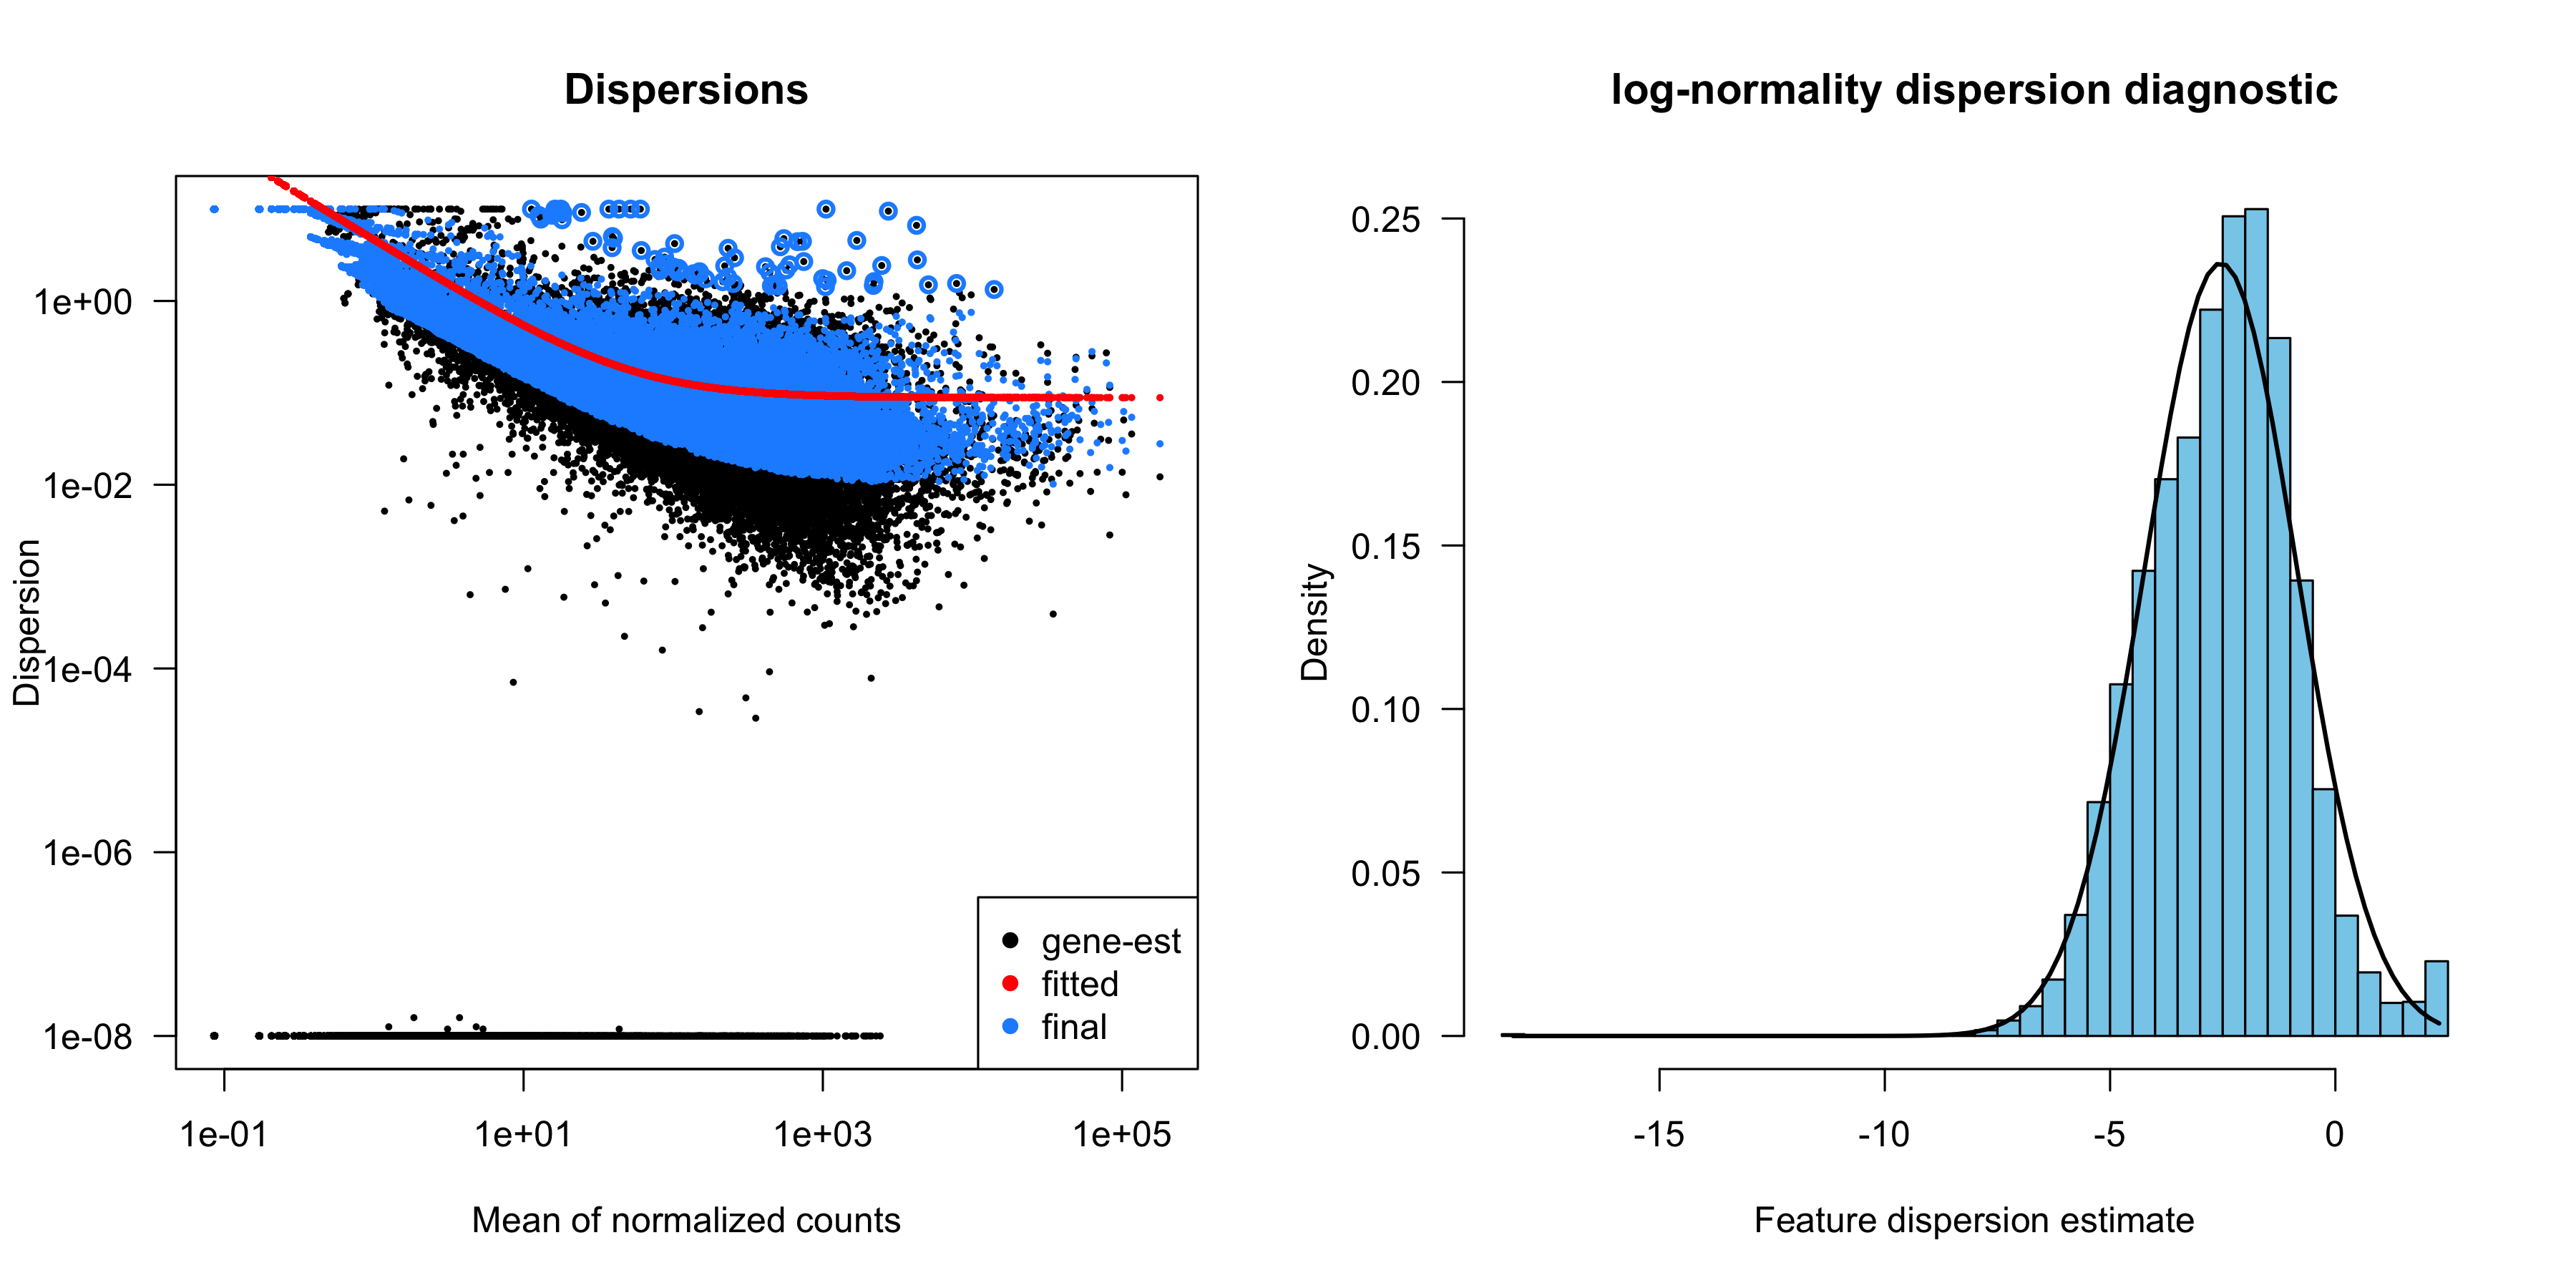 Dispersions
Dispersion
1e+00
1e-02
1e-04
1e-06
1e-08
gene-est
fitted
final
1e-01 1e+01 1e+03 1e+05
Mean of normalized counts
log-normality dispersion diagnostic
Density
0.25
0.20
0.15
0.10
0.05
0.00
-15 -10 -5 0
Feature dispersion estimate